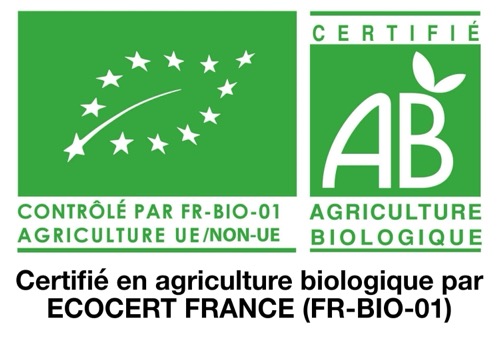 CONTRÔLÉ PAR FR-BIO-01
AGRICULTURE UE/NON-UE
CERTIFIÉ
AB
AGRICULTURE
BIOLOGIQUE
Certifié en agriculture biologique par
ECOCERT FRANCE (FR-BIO-01)